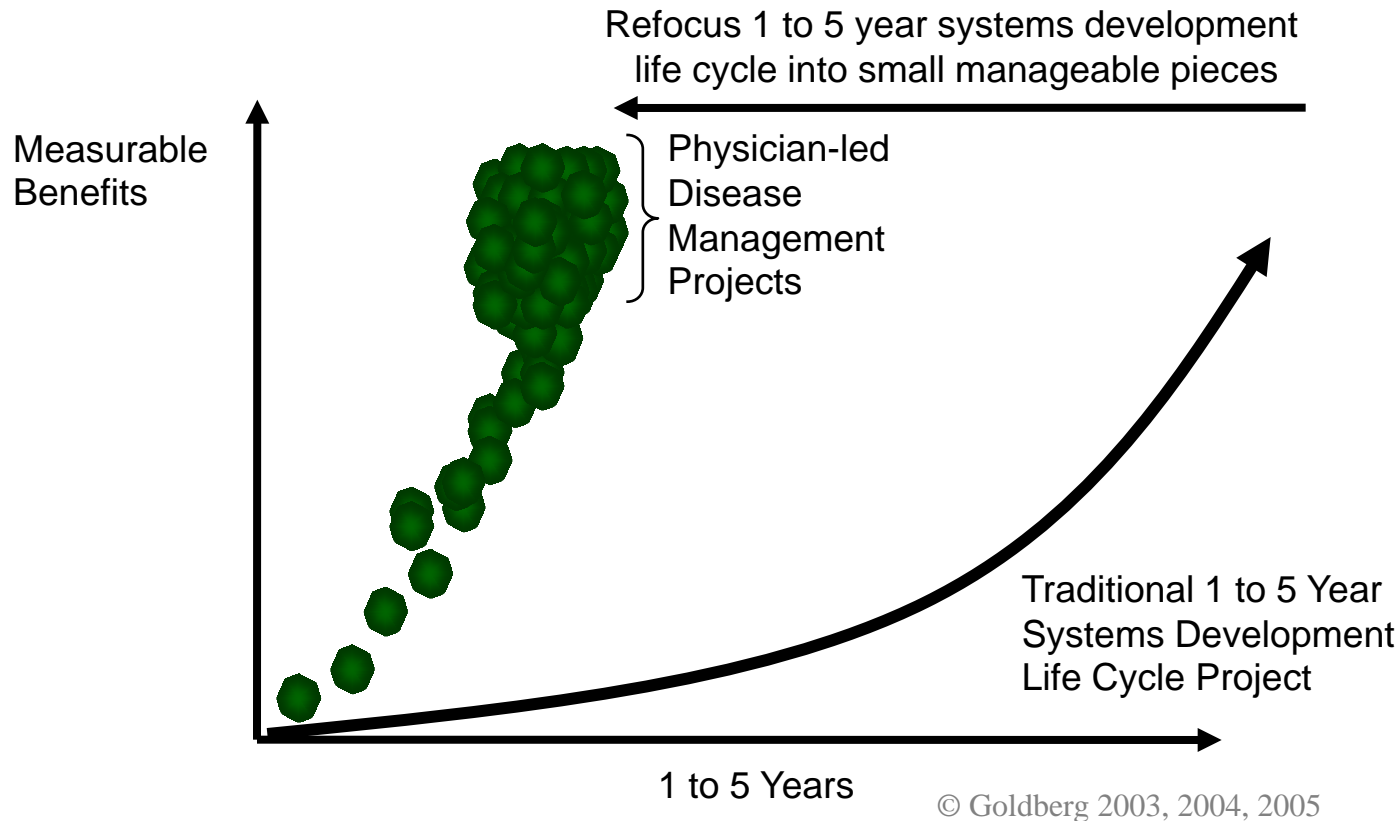 Refocus 1 to 5 year systems development
life cycle into small manageable pieces
Measurable
Benefits
Physician-led
Disease
Management
Projects
Traditional 1 to 5 Year
Systems Development
Life Cycle Project
1 to 5 Years
© Goldberg 2003, 2004, 2005